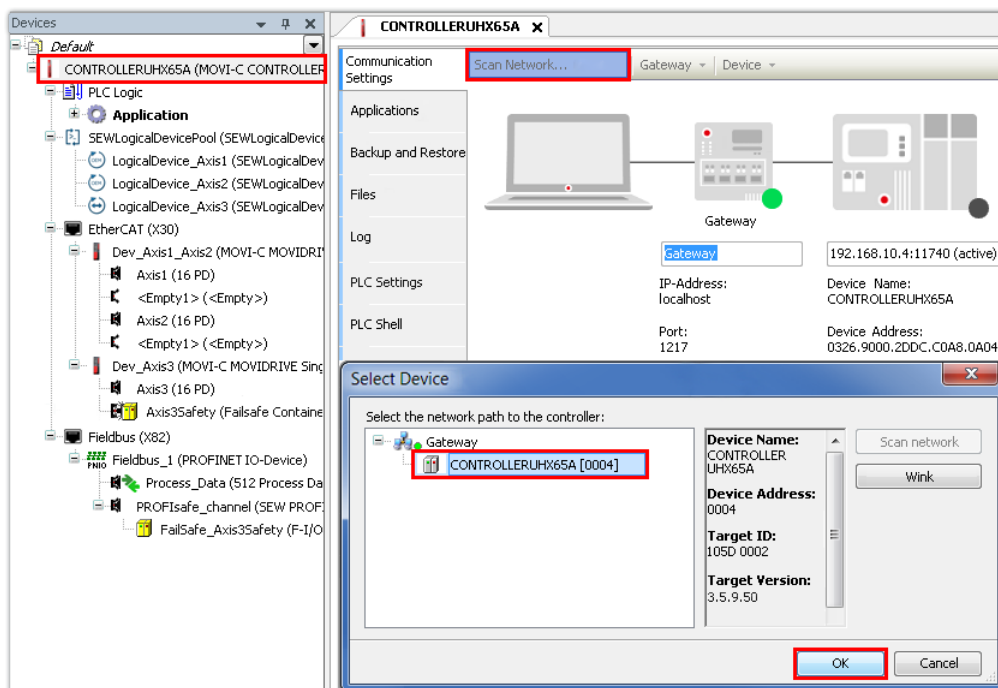 Devices
Default
CONTROLLERUHX65A (MOVI-C CONTROLLER
PLC Logic
Application
SEWLogicalDevicePool (SEWLogicalDevice
LogicalDevice_Axis1 (SEWLogicalDev
LogicalDevice_Axis2 (SEWLogicalDev
LogicalDevice_Axis3 (SEWLogicalDev
EtherCAT (X30)
Dev_Axis1_Axis2 (MOVI-C MOVIDRI
Axis1 (16 PD)
<Empty1> (<Empty>)
Axis2 (16 PD)
<Empty1> (<Empty>)
Dev_Axis3 (MOVI-C MOVIDRIVE Sing
Axis3 (16 PD)
Axis3Safety (Failsafe Containe
Fieldbus (X82)
PNIO Fieldbus_1 (PROFINET IO-Device)
Process_Data (512 Process Da
PROFIsafe_channel (SEW PROFI
FailSafe_Axis3Safety (F-I/O
CONTROLLERUHX65A
Communication
Settings
Applications
Backup and Restore
Files
Log
PLC Settings
PLC Shell
Scan Network...
Gateway
Device
Gateway
Gateway
IP-Address:
localhost
Port:
1217
192.168.10.4:11740 (active)
Device Name:
CONTROLLERUHX65A
Device Address:
0326.9000.2DDC.C0A8.0A04
Select Device
Select the network path to the controller:
Gateway
CONTROLLERUHX65A [0004]
Device Name:
CONTROLLER
UHX65A
Device Address:
0004
Target ID:
105D 0002
Target Version:
3.5.9.50
Scan network
Wink
OK
Cancel